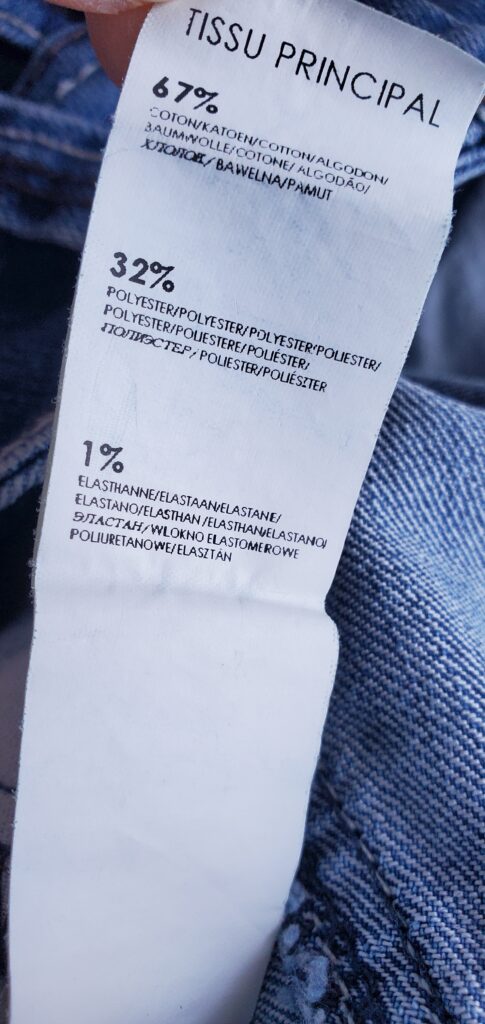 TISSU PRINCIPAL
67%
COTON/KATOEN/COTTON/ALGODON/
BAUMWOLLE/COTONE/ ALGODÃO/
ХЛОПОК/ BAWELNA/PAMUT
32%
POLYESTER/POLYESTER/POLYESTER/POLIESTER/
POLYESTER/POLIESTERE/POLIÉSTER/
ПОЛИЭСТЕР/ POLIESTER/POLIÉSZTER
1%
ELASTHANNE/ELASTAAN/ELASTANE/
ELASTANO/ELASTHAN /ELASTHAN/ELASTANO/
ЭЛАСТАН/ WLOKNO ELASTOMEROWE
POLIURETANOWE/ELASZTÁN